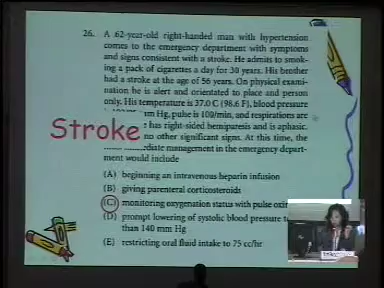 26. A 62-year-old right-handed man with hypertension
comes to the emergency department with symptoms
and signs consistent with a stroke. He admits to smok-
ing a pack of cigarettes a day for 30 years. His brother
had a stroke at the age of 56 years. On physical exami-
nation he is alert and orientated to place and person
only. His temperature is 37.0 C (98.6 F), blood pressure
mm Hg, pulse is 100/min, and respirations are
Stroke
has right-sided hemiparesis and is aphasic.
no other significant signs. At this time, the
diate management in the emergency depart-
ment would include
(A) beginning an intravenous heparin infusion
(B) giving parenteral corticosteroids
(C) monitoring oxygenation status with pulse
(D) prompt lowering of systolic blood pressure
than 140 mm Hg
(E) restricting oral fluid intake to 75 cc/hr